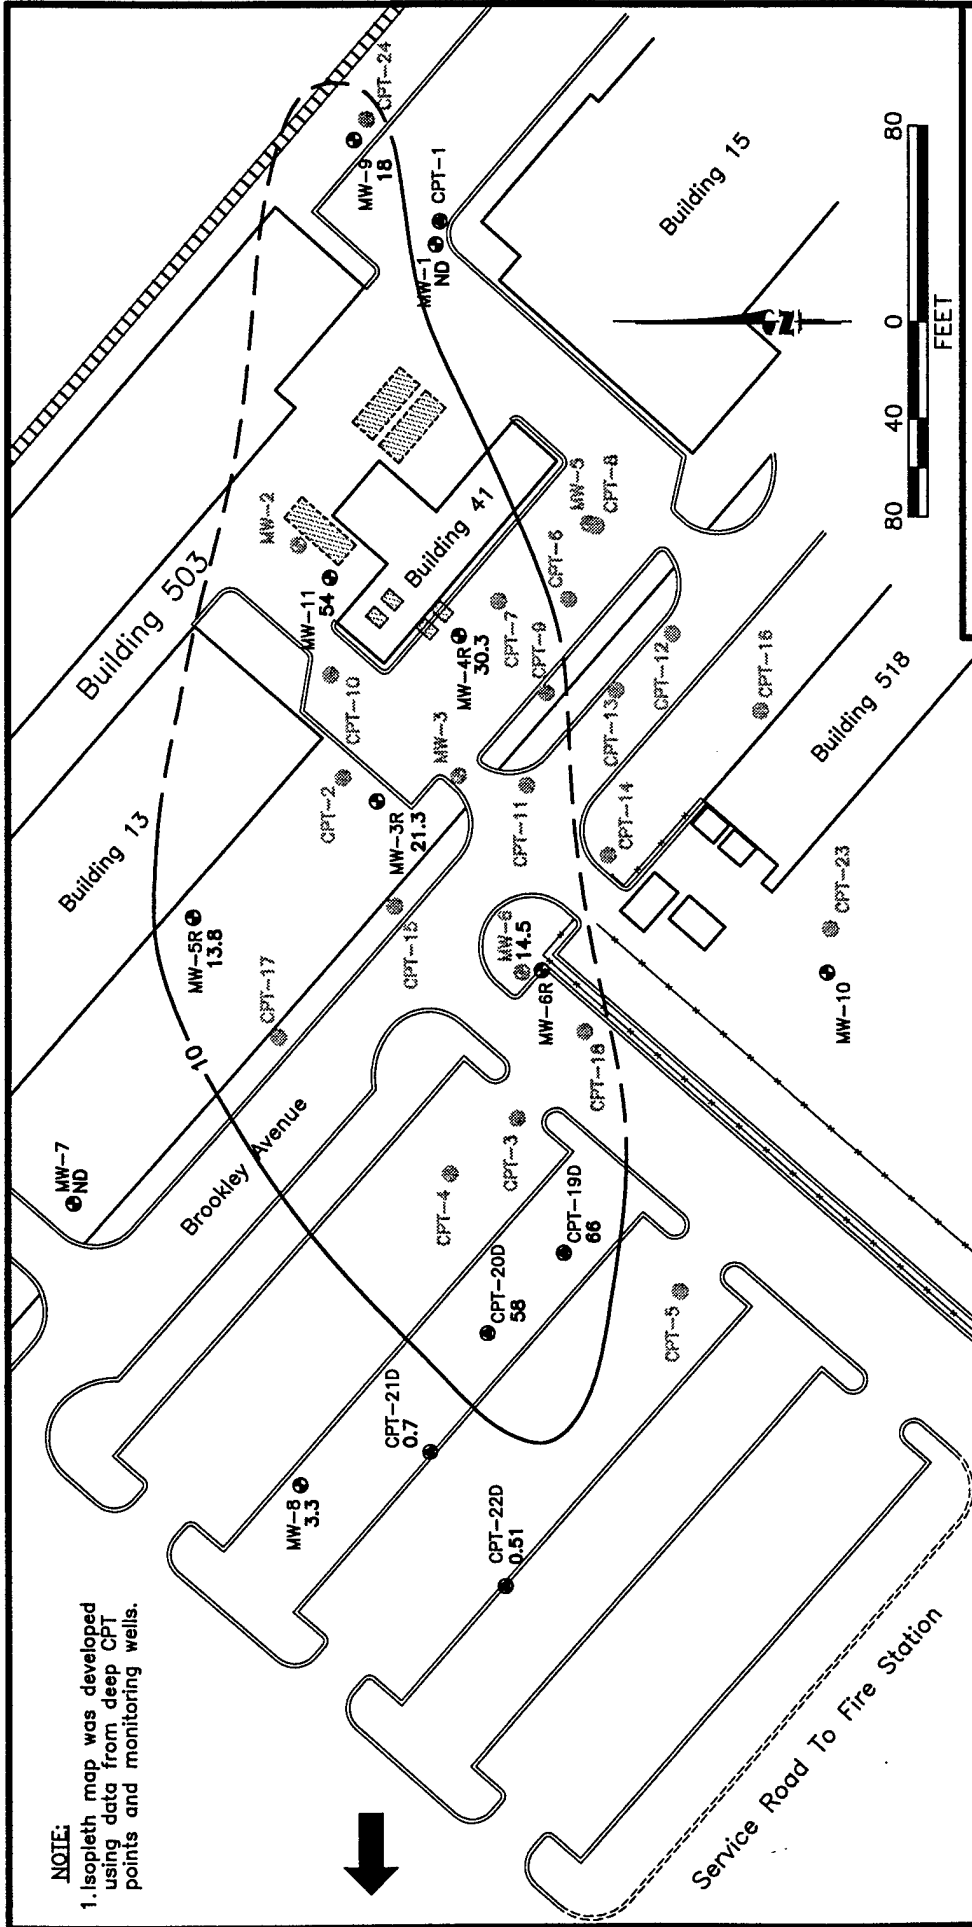 NOTE:
1. Isopleth map was developed
using data from deep CPT
points and monitoring wells.
MW-7
ND
Building 13
Building 503
CPT-24
MW-9
18
CPT-1
MW-1
ND
Building 15
MW-2
MW-11
54
Building 41
CPT-10
CPT-2
MW-3
MW-3R
21.3
MW-4R
30.3
CPT-7
CPT-6
CPT-9
MW-5
CPT-8
MW-5R
13.8
CPT-17
10
Brookley Avenue
CPT-15
CPT-11
CPT-13
CPT-12
CPT-14
CPT-16
Building 518
MW-6
14.5
MW-6R
CPT-18
CPT-23
MW-10
CPT-3
CPT-4
CPT-19D
66
CPT-20D
58
CPT-5
CPT-21D
0.7
MW-8
3.3
CPT-22D
0.51
Service Road To Fire Station
N
80 40 0 80
FEET